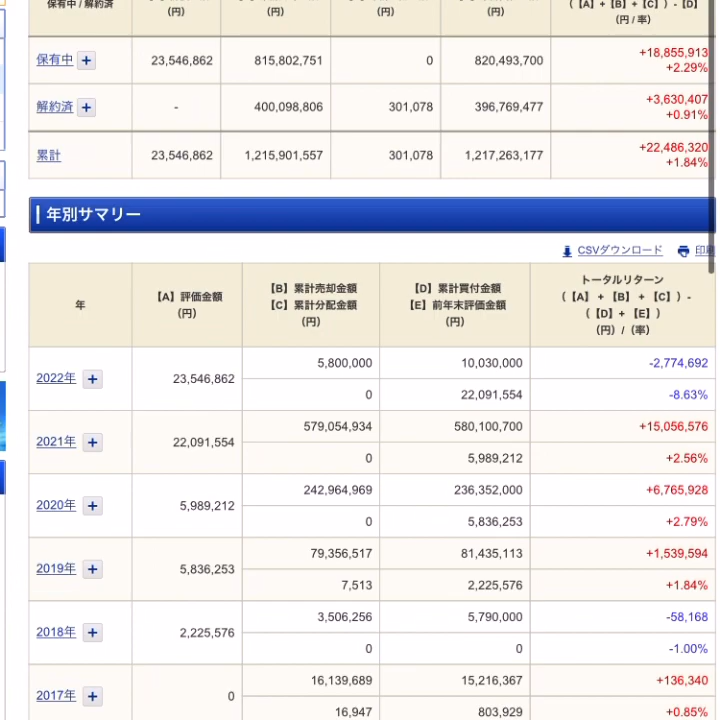 保有中 / 解約済
(円)
(円)
(円)
(円)
(【A】+【B】+【C】) - 【D】
(円 / 率)
保有中 +
23,546,862
815,802,751
0
820,493,700
+18,855,913
+2.29%
解約済 +
-
400,098,806
301,078
396,769,477
+3,630,407
+0.91%
累計
23,546,862
1,215,901,557
301,078
1,217,263,177
+22,486,320
+1.84%
年別サマリー
CSVダウンロード
印刷
年
【A】評価金額
(円)
【B】累計売却金額
【C】累計分配金額
(円)
【D】累計買付金額
【E】前年末評価金額
(円)
トータルリターン
(【A】+【B】+【C】) -
(【D】+【E】)
(円) / (率)
2022年 +
23,546,862
5,800,000
10,030,000
-2,774,692
0
22,091,554
-8.63%
2021年 +
22,091,554
579,054,934
580,100,700
+15,056,576
0
5,989,212
+2.56%
2020年 +
5,989,212
242,964,969
236,352,000
+6,765,928
0
5,836,253
+2.79%
2019年 +
5,836,253
79,356,517
81,435,113
+1,539,594
7,513
2,225,576
+1.84%
2018年 +
2,225,576
3,506,256
5,790,000
-58,168
0
0
-1.00%
2017年 +
0
16,139,689
15,216,367
+136,340
16,947
803,929
+0.85%